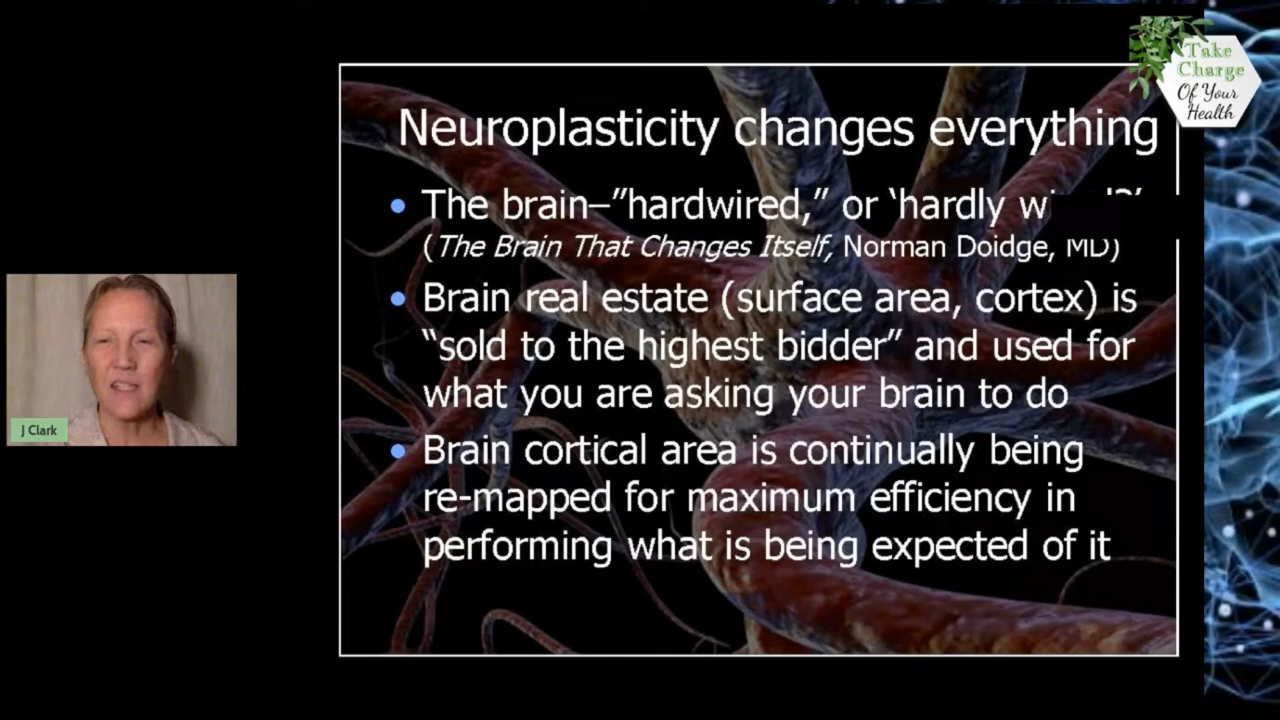 Take
Charge
Of Your
Health
Neuroplasticity changes everything
The brain–”hardwired,” or ‘hardly
(The Brain That Changes Itself, Norman Doidge, MD)
Brain real estate (surface area, cortex) is
“sold to the highest bidder” and used for
what you are asking your brain to do
Brain cortical area is continually being
re-mapped for maximum efficiency in
performing what is being expected of it
J Clark